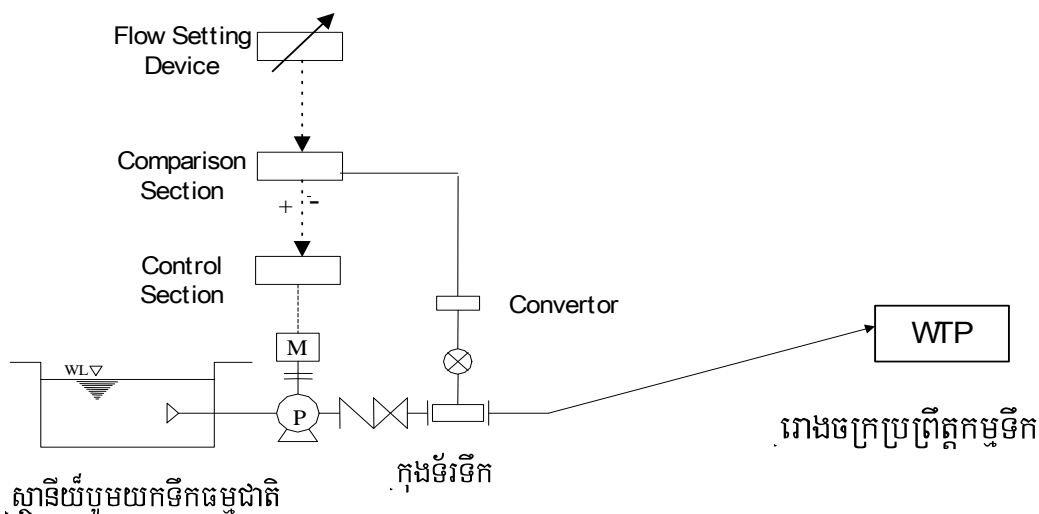 Flow Setting
Device
Comparison
Section
+ -
Control
Section
Convertor
M
WTP
WL
P
រោងចក្រប្រព្រឹត្តកម្មទឹក
កុងទ័រទឹក
ស្ថានីយ៍បូមយកទឹកធម្មជាតិ